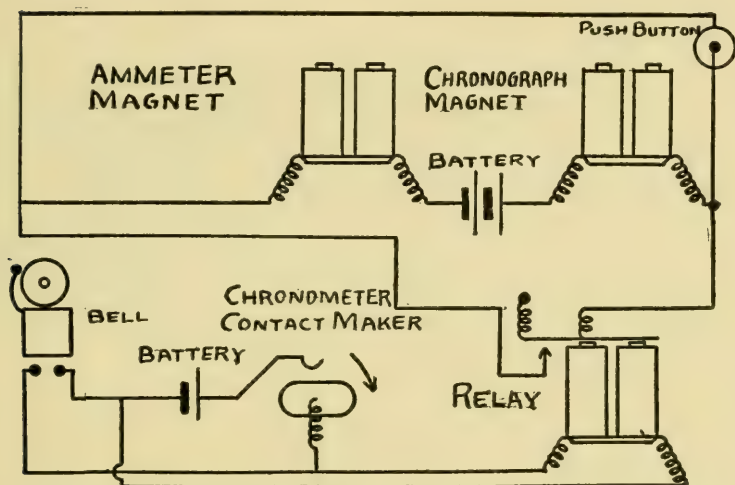 PUSH BUTTON
AMMETER
MAGNET
CHRONOGRAPH
MAGNET
BATTERY
BELL
CHRONOMETER
CONTACT MAKER
BATTERY
RELAY